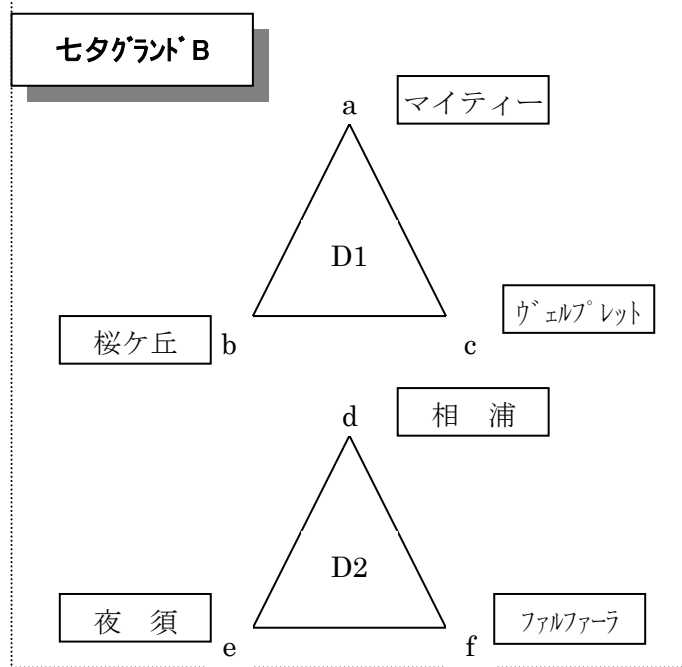 七夕ｸﾞﾗﾝﾄﾞB
a
マイティー
D1
ｳﾞｪﾙﾌﾟﾚｯﾄ
桜ケ丘
b
c
d
相　浦
D2
夜　須
ﾌｧﾙﾌｧｰﾗ
e
f